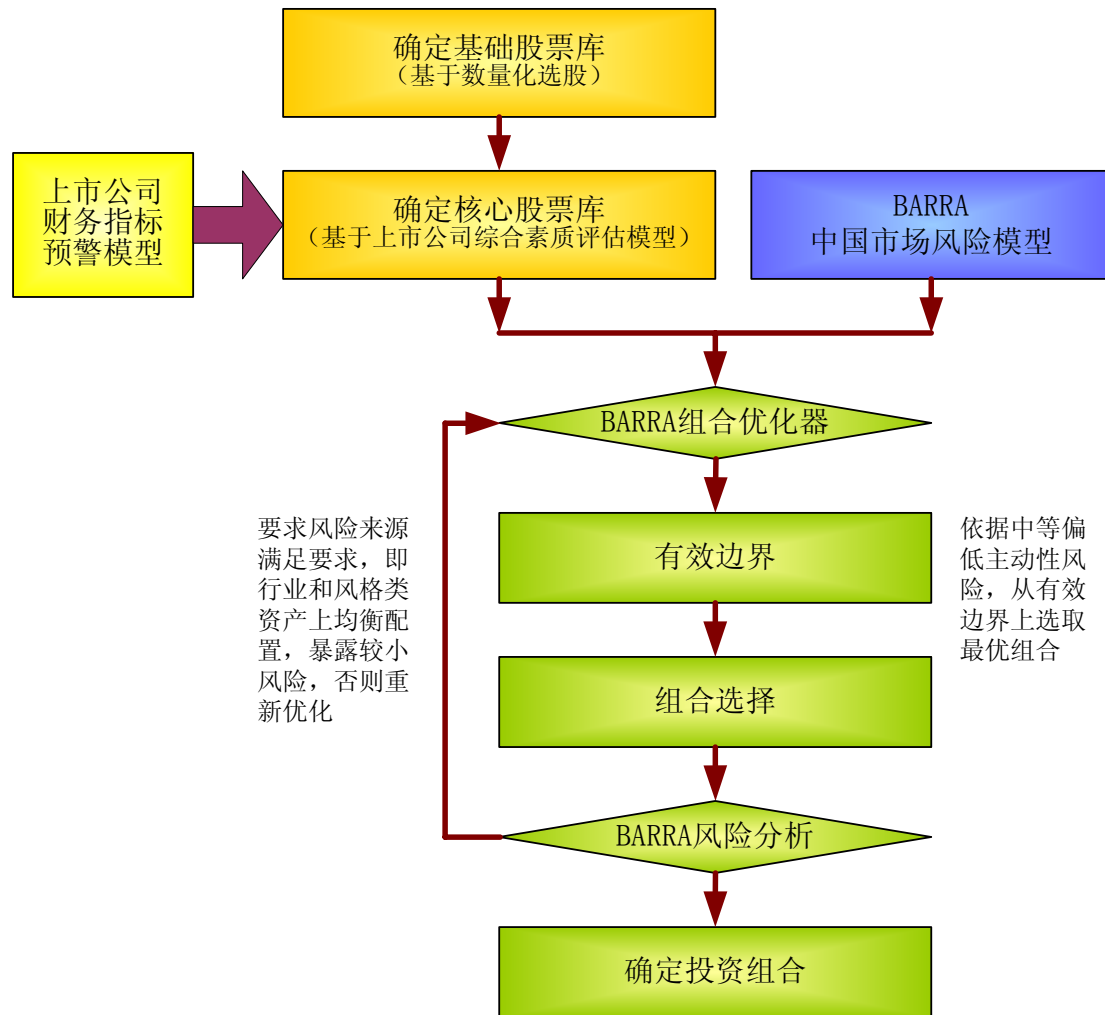 确定基础股票库
（基于数量化选股）
上市公司
财务指标
预警模型
确定核心股票库
（基于上市公司综合素质评估模型）
BARRA
中国市场风险模型
BARRA组合优化器
要求风险来源
满足要求，即
行业和风格类
资产上均衡配
置，暴露较小
风险，否则重
新优化
有效边界
依据中等偏
低主动性风
险，从有效
边界上选取
最优组合
组合选择
BARRA风险分析
确定投资组合